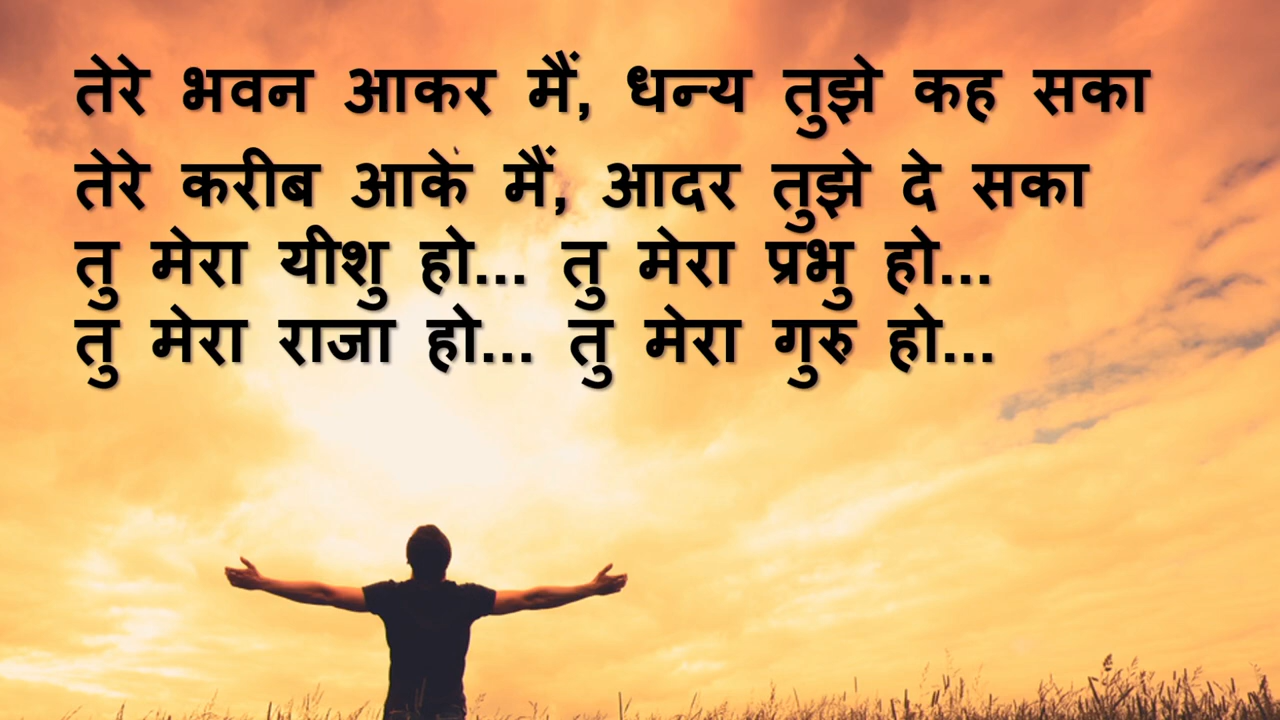 तेरे भवन आकर मैं, धन्य तुझे कह सका
तेरे करीब आके मैं, आदर तुझे दे सका
तु मेरा यीशु हो... तु मेरा प्रभु हो...
तु मेरा राजा हो... तु मेरा गुरु हो...